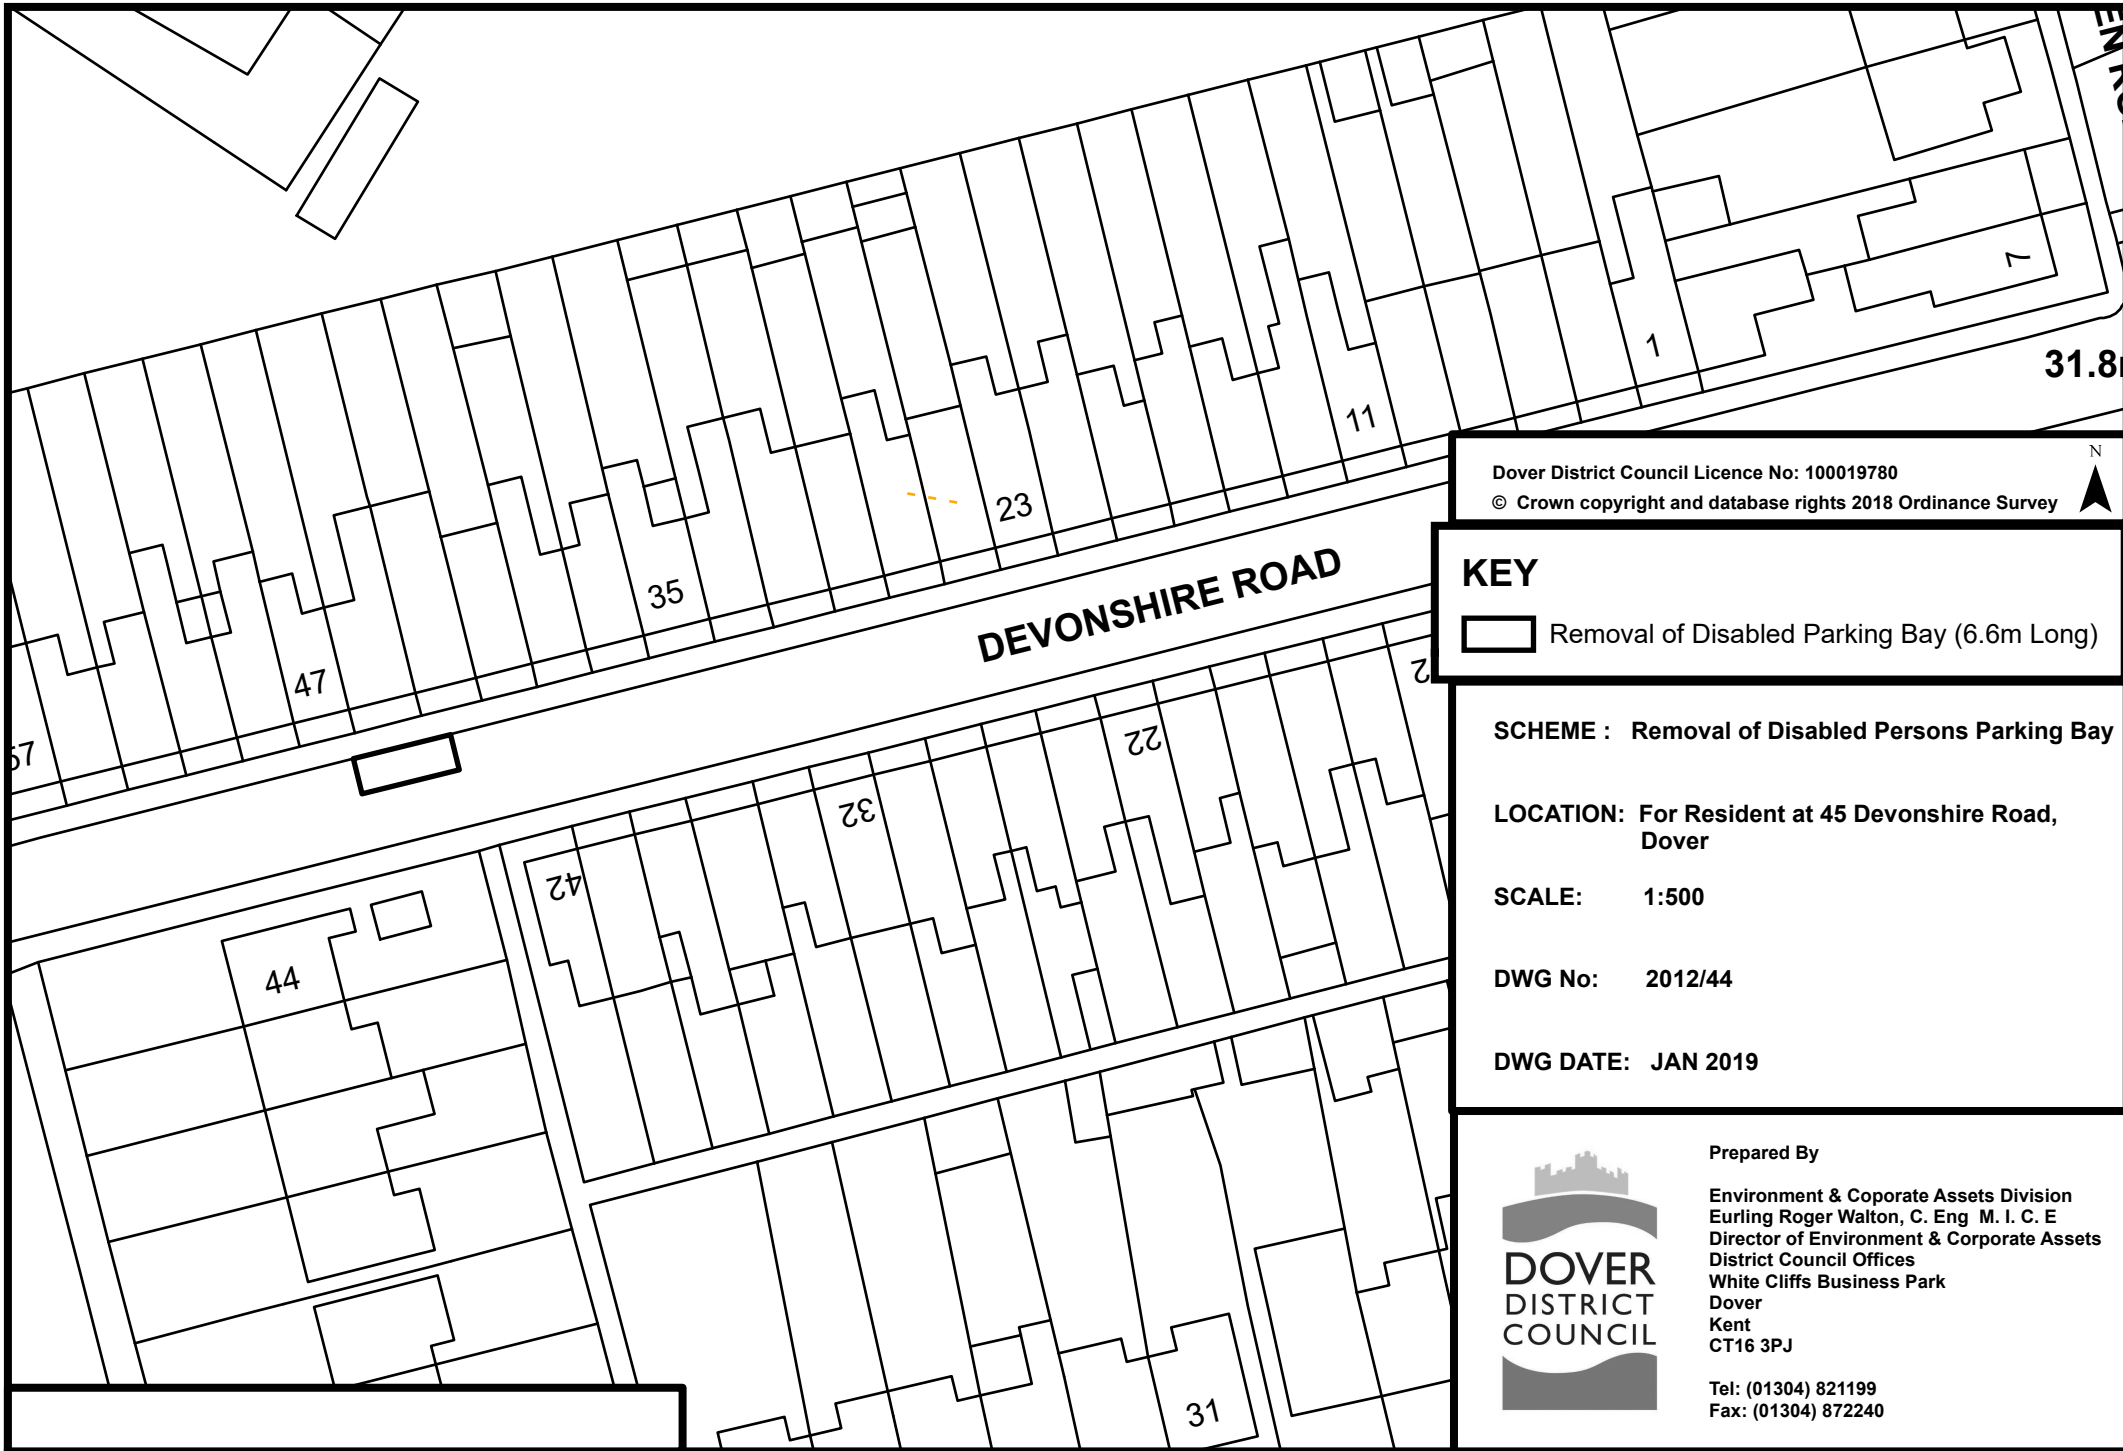 7
1
31.8
11
23
35
47
57
DEVONSHIRE ROAD
22
32
42
44
31
Dover District Council Licence No: 100019780
© Crown copyright and database rights 2018 Ordinance Survey
N
KEY
Removal of Disabled Parking Bay (6.6m Long)
SCHEME : Removal of Disabled Persons Parking Bay
LOCATION: For Resident at 45 Devonshire Road,
Dover
SCALE: 1:500
DWG No: 2012/44
DWG DATE: JAN 2019
DOVER
DISTRICT
COUNCIL
Prepared By
Environment & Coporate Assets Division
Eurling Roger Walton, C. Eng M. I. C. E
Director of Environment & Corporate Assets
District Council Offices
White Cliffs Business Park
Dover
Kent
CT16 3PJ
Tel: (01304) 821199
Fax: (01304) 872240